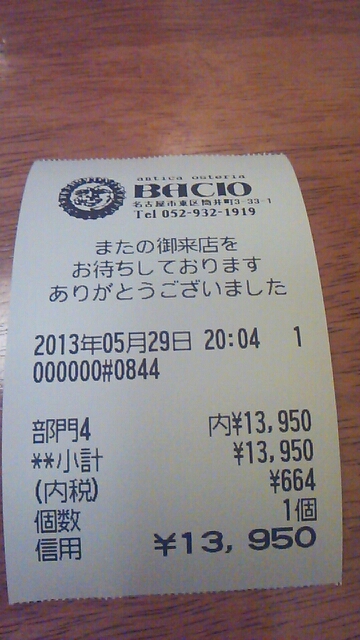 antica osteria
BACIO
名古屋市東区筒井町3-33-1
Tel 052-932-1919
またの御来店を
お待ちしております
ありがとうございました
2013年05月29日 20:04 1
000000#0844
部門4 内¥13,950
**小計 ¥13,950
(内税) ¥664
個数 1個
信用 ¥13,950